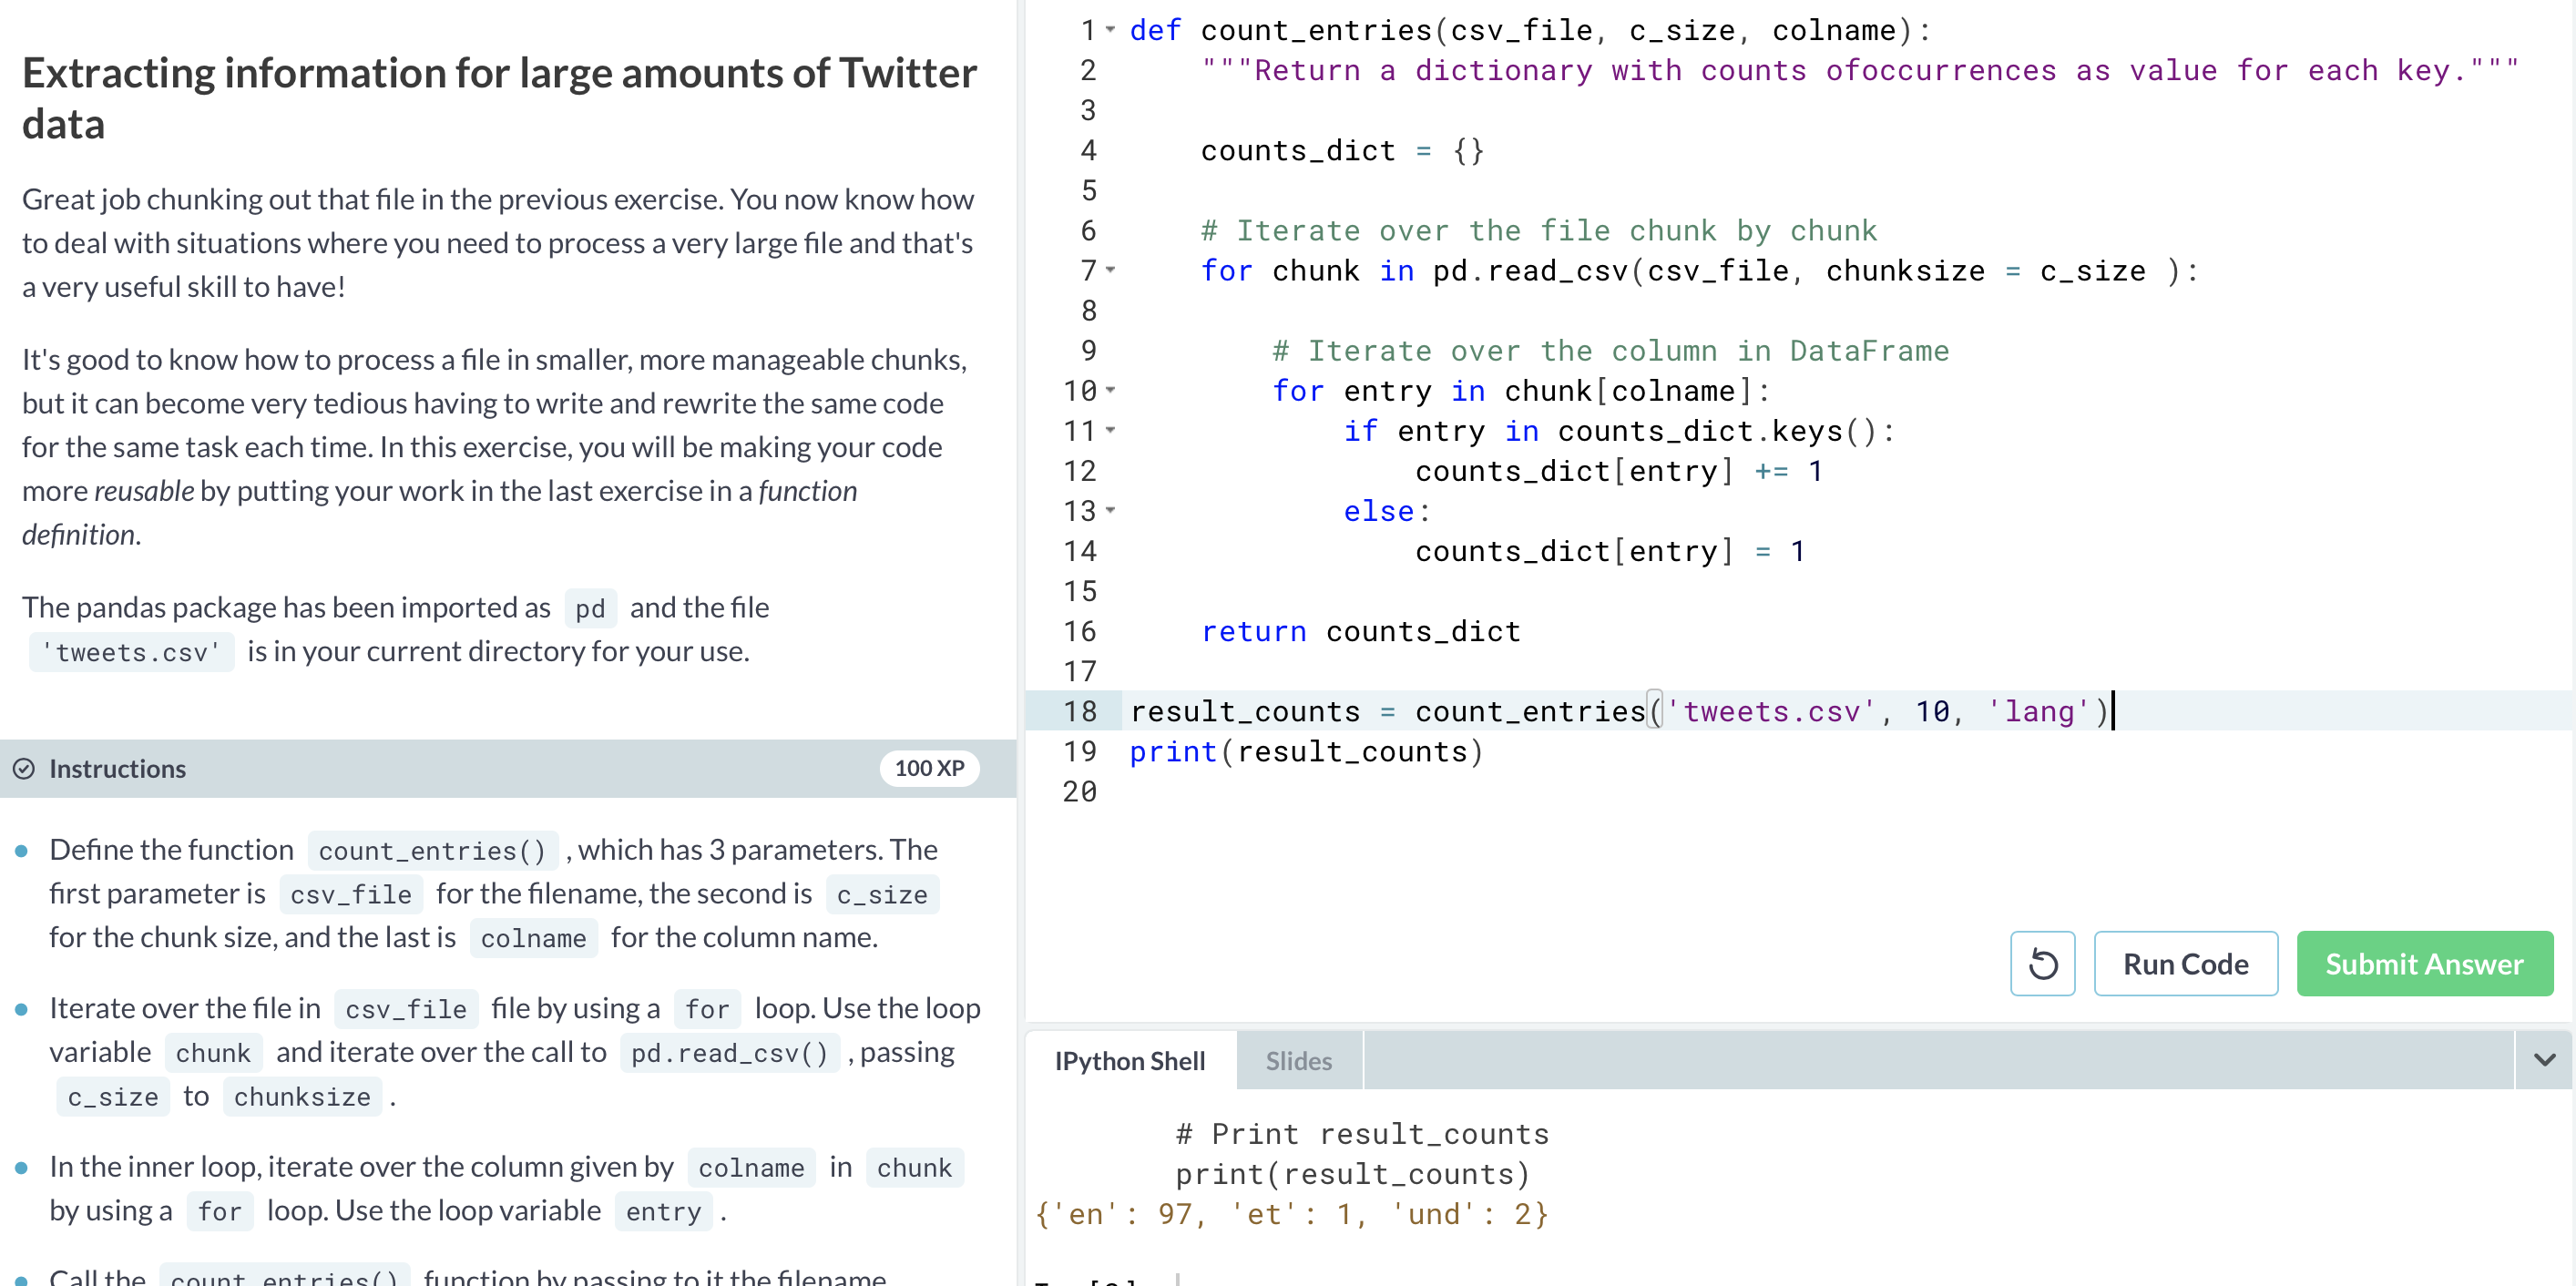 Extracting information for large amounts of Twitter
data
Great job chunking out that file in the previous exercise. You now know how
to deal with situations where you need to process a very large file and that's
a very useful skill to have!
It's good to know how to process a file in smaller, more manageable chunks,
but it can become very tedious having to write and rewrite the same code
for the same task each time. In this exercise, you will be making your code
more reusable by putting your work in the last exercise in a function
definition.
The pandas package has been imported as pd and the file
'tweets.csv' is in your current directory for your use.
Instructions
100 XP
Define the function count_entries() , which has 3 parameters. The
first parameter is csv_file for the filename, the second is c_size
for the chunk size, and the last is colname for the column name.
Iterate over the file in csv_file file by using a for loop. Use the loop
variable chunk and iterate over the call to pd.read_csv() , passing
c_size to chunksize .
In the inner loop, iterate over the column given by colname in chunk
by using a for loop. Use the loop variable entry .
Call the count_entries() function by passing to it the filename
1 def count_entries(csv_file, c_size, colname):
2     """Return a dictionary with counts ofoccurrences as value for each key."""
3
4     counts_dict = {}
5
6     # Iterate over the file chunk by chunk
7     for chunk in pd.read_csv(csv_file, chunksize = c_size ):
8
9         # Iterate over the column in DataFrame
10         for entry in chunk[colname]:
11             if entry in counts_dict.keys():
12                 counts_dict[entry] += 1
13             else:
14                 counts_dict[entry] = 1
15
16     return counts_dict
17
18 result_counts = count_entries('tweets.csv', 10, 'lang')
19 print(result_counts)
20
Run Code
Submit Answer
IPython Shell
Slides
# Print result_counts
print(result_counts)
{'en': 97, 'et': 1, 'und': 2}